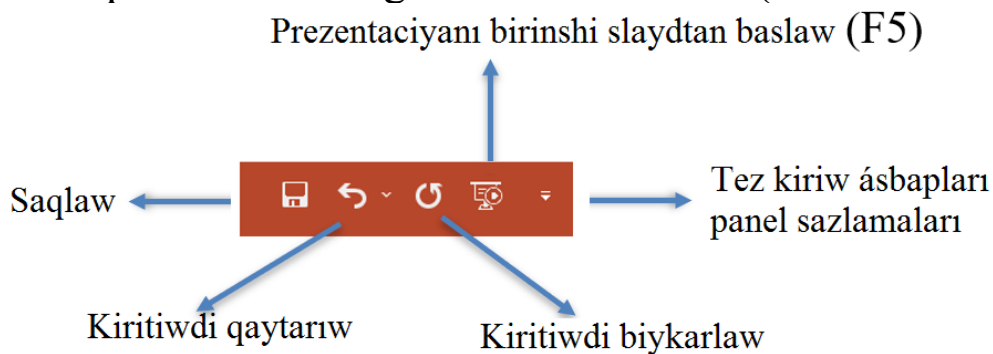 Prezentaciyanı birinshi slaydtan baslaw (F5)
Saqlaw
Tez kiriw ásbapları
panel sazlamaları
Kiritiwdi qaytarıw
Kiritiwdi biykarlaw